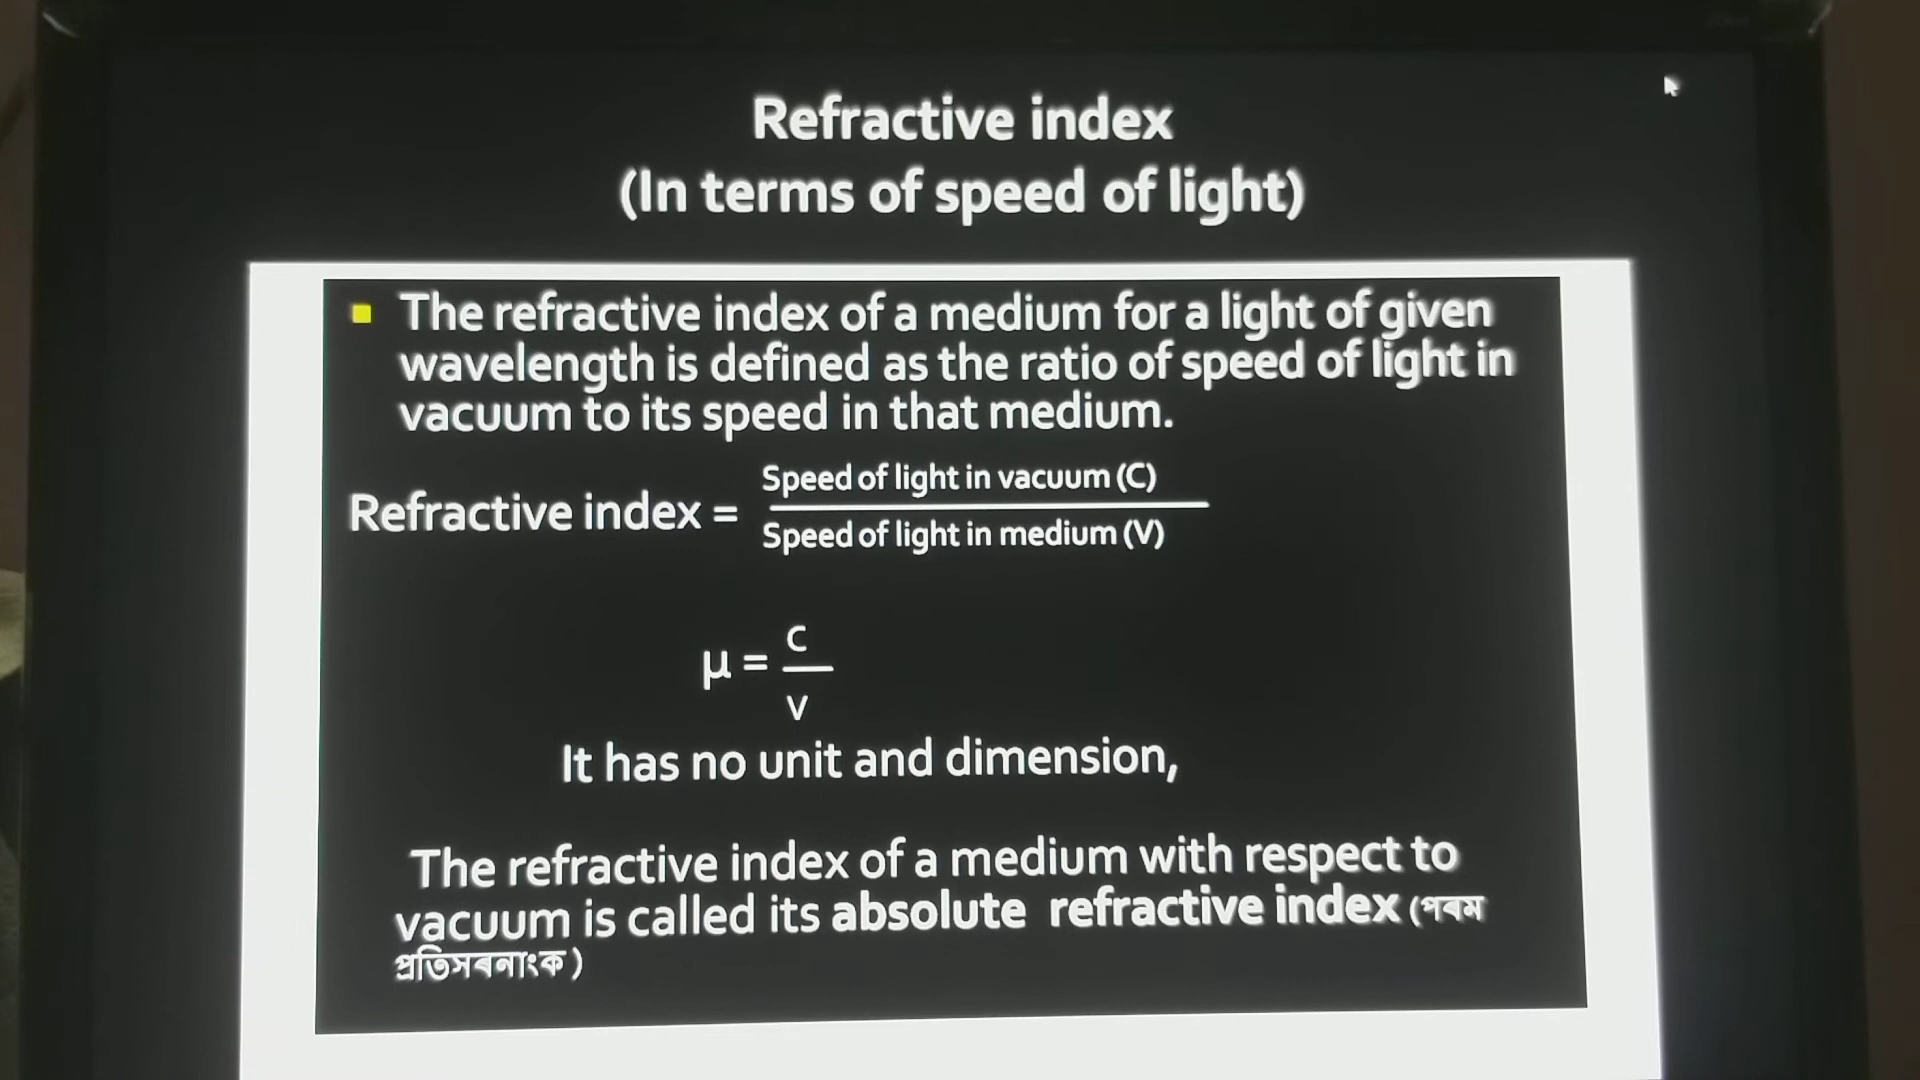 Refractive index
(In terms of speed of light)
The refractive index of a medium for a light of given
wavelength is defined as the ratio of speed of light in
vacuum to its speed in that medium.
Speed of light in vacuum (C)
Refractive index =
Speed of light in medium (V)
C
μ =
V
It has no unit and dimension,
The refractive index of a medium with respect to
vacuum is called its absolute refractive index (পৰম
প্ৰতিসৰনাংক)